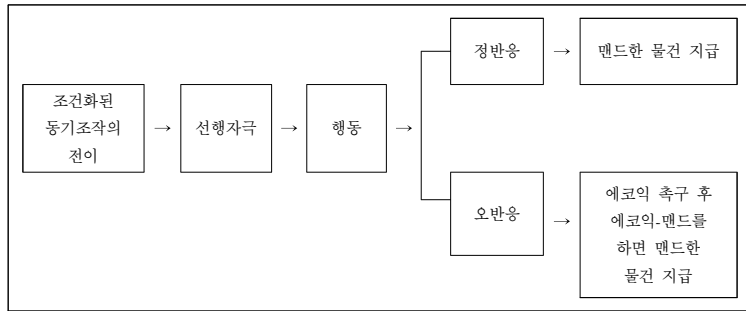 조건화된
동기조작의
전이
→
선행자극
→
행동
→
정반응
→
맨드한 물건 지급
오반응
→
에코익 촉구 후
에코익-맨드를
하면 맨드한
물건 지급